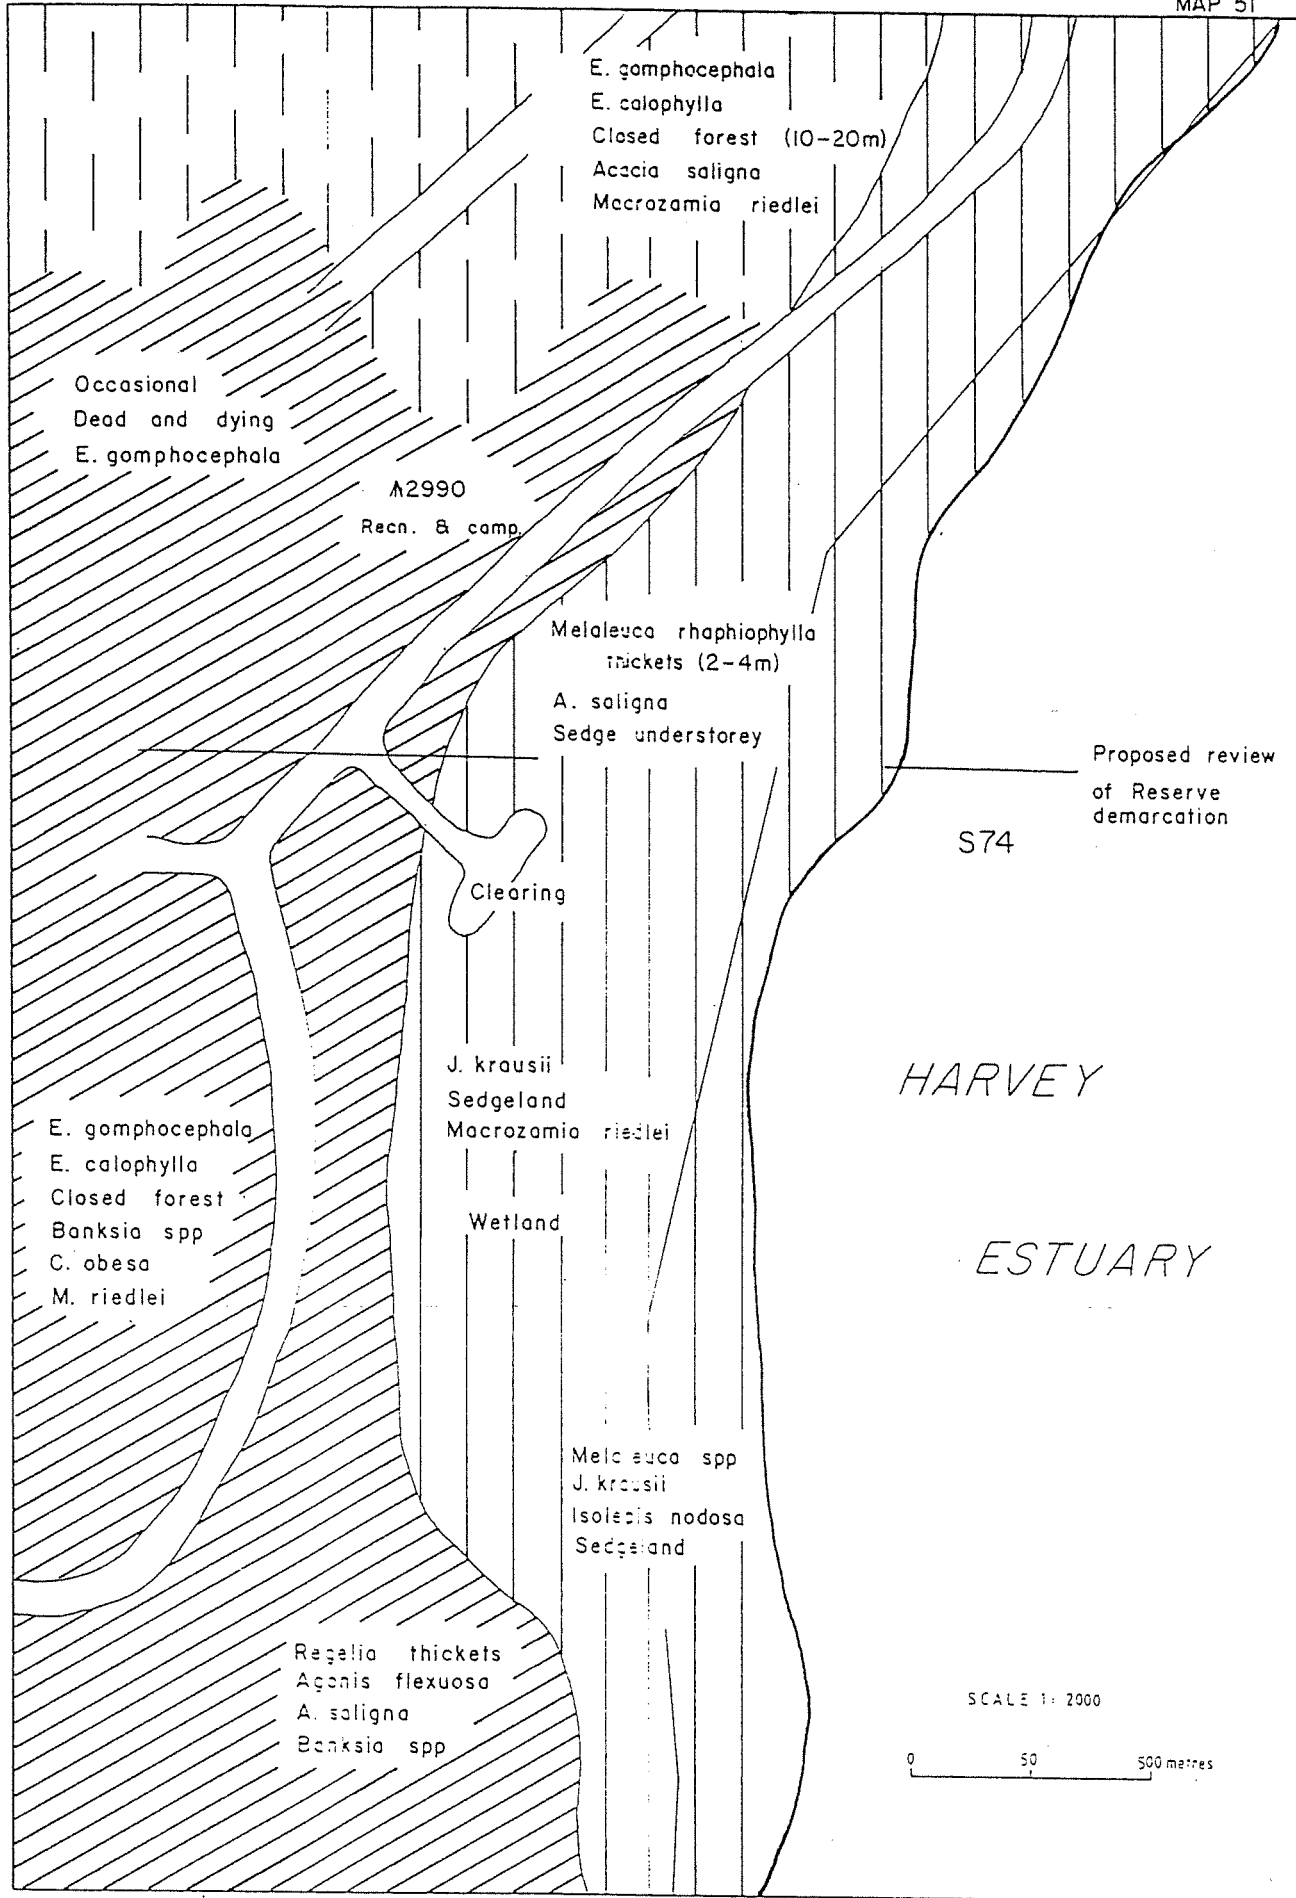 MAP 51
E. gomphocephala
E. calophylla
Closed forest (10-20m)
Acacia saligna
Macrozamia riedlei
Occasional
Dead and dying
E. gomphocephala
A2990
Recn. & camp.
Melaleuca rhaphiophylla
thickets (2-4m)
A. saligna
Sedge understorey
Proposed review
of Reserve
demarcation
S74
Clearing
J. krausii
Sedgeland
Macrozamia riedlei
HARVEY
E. gomphocephala
E. calophylla
Closed forest
Banksia spp
C. obesa
M. riedlei
Wetland
ESTUARY
Melaleuca spp
J. krausii
Isolepis nodosa
Sedgeland
Regelia thickets
Agonis flexuosa
A. saligna
Banksia spp
SCALE 1: 2000
0 50 500 metres